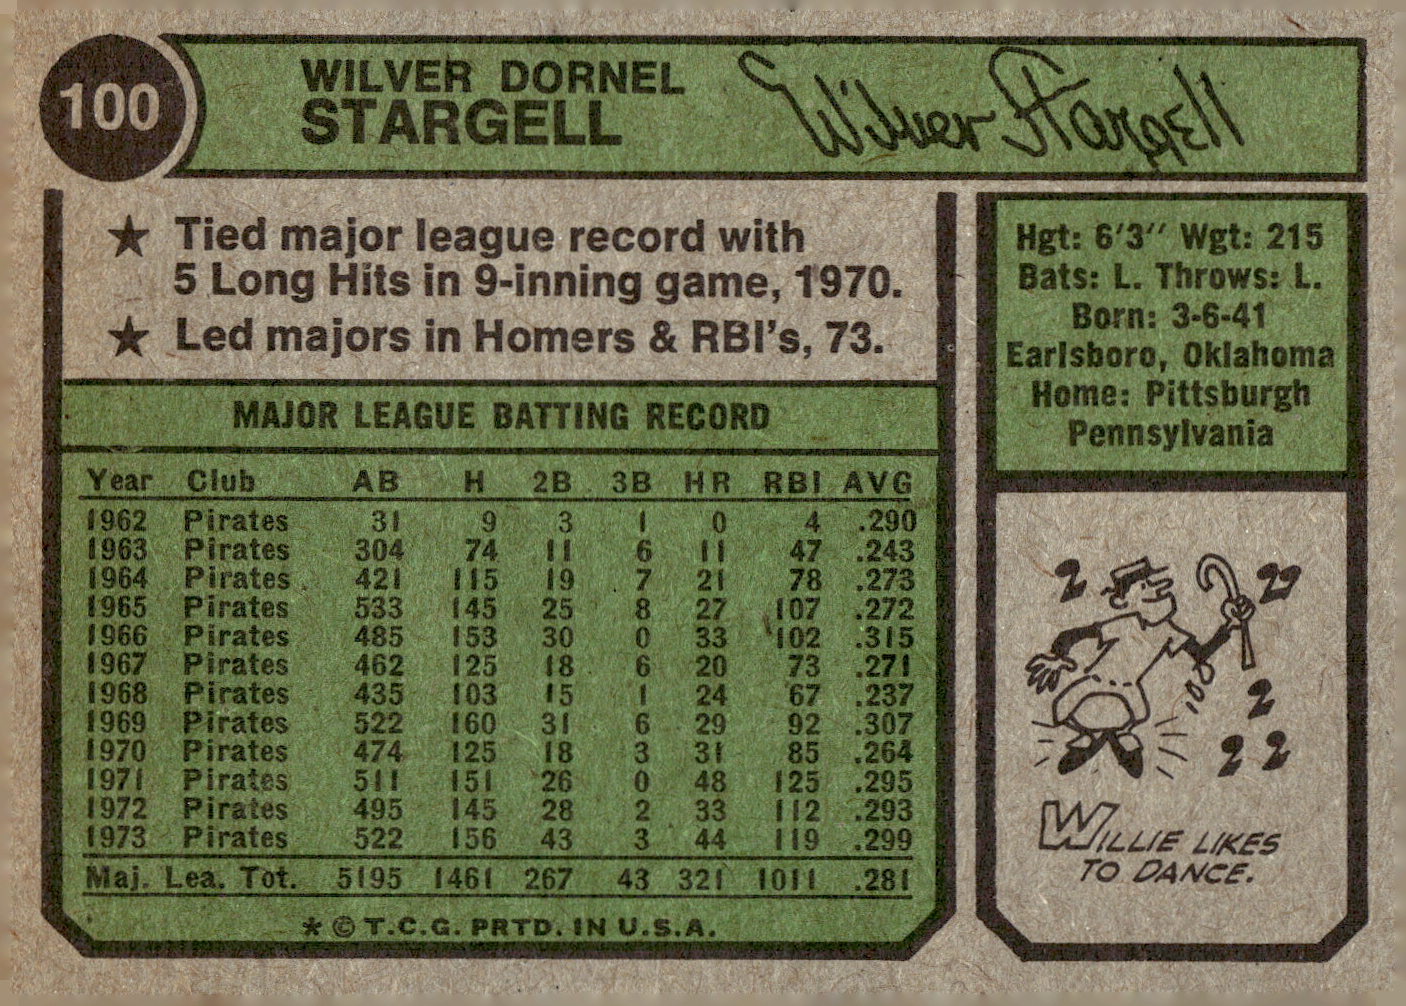 100
WILVER DORNEL
STARGELL
Wilver Stargell
★ Tied major league record with
5 Long Hits in 9-inning game, 1970.
★ Led majors in Homers & RBI's, 73.
MAJOR LEAGUE BATTING RECORD
Year Club AB H 2B 3B HR RBI AVG
1962 Pirates 31 9 3 1 0 4 .290
1963 Pirates 304 74 11 6 11 47 .243
1964 Pirates 421 115 19 7 21 78 .273
1965 Pirates 533 145 25 8 27 107 .272
1966 Pirates 485 153 30 0 33 102 .315
1967 Pirates 462 125 18 6 20 73 .271
1968 Pirates 435 103 15 1 24 67 .237
1969 Pirates 522 160 31 6 29 92 .307
1970 Pirates 474 125 18 3 31 85 .264
1971 Pirates 511 151 26 0 48 125 .295
1972 Pirates 495 145 28 2 33 112 .293
1973 Pirates 522 156 43 3 44 119 .299
Maj. Lea. Tot. 5195 1461 267 43 321 1011 .281
* © T.C.G. PRTD. IN U.S.A.
Hgt: 6'3" Wgt: 215
Bats: L. Throws: L.
Born: 3-6-41
Earlsboro, Oklahoma
Home: Pittsburgh
Pennsylvania
WILLIE LIKES
TO DANCE.